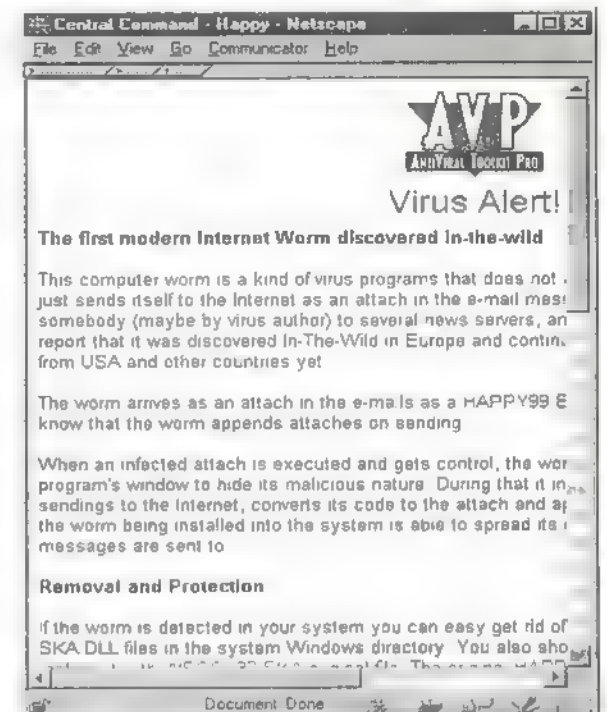 Central Command - Happy - Netscape
File Edit View Go Communicator Help
AVP
AntiViral Toolkit Pro
Virus Alert!
The first modern Internet Worm discovered in-the-wild
This computer worm is a kind of virus programs that does not
just sends itself to the Internet as an attach in the e-mail mess
somebody (maybe by virus author) to several news servers, an
report that it was discovered In-The-Wild in Europe and contin
from USA and other countries yet
The worm arrives as an attach in the e-mails as a HAPPY99 E
know that the worm appends attaches on sending
When an infected attach is executed and gets control, the wor
program's window to hide its malicious nature During that it in
sendings to the Internet, converts its code to the attach and ap
the worm being installed into the system is able to spread its
messages are sent to
Removal and Protection
If the worm is detected in your system you can easy get rid of
SKA DLL files in the system Windows directory You also sho
Document Done